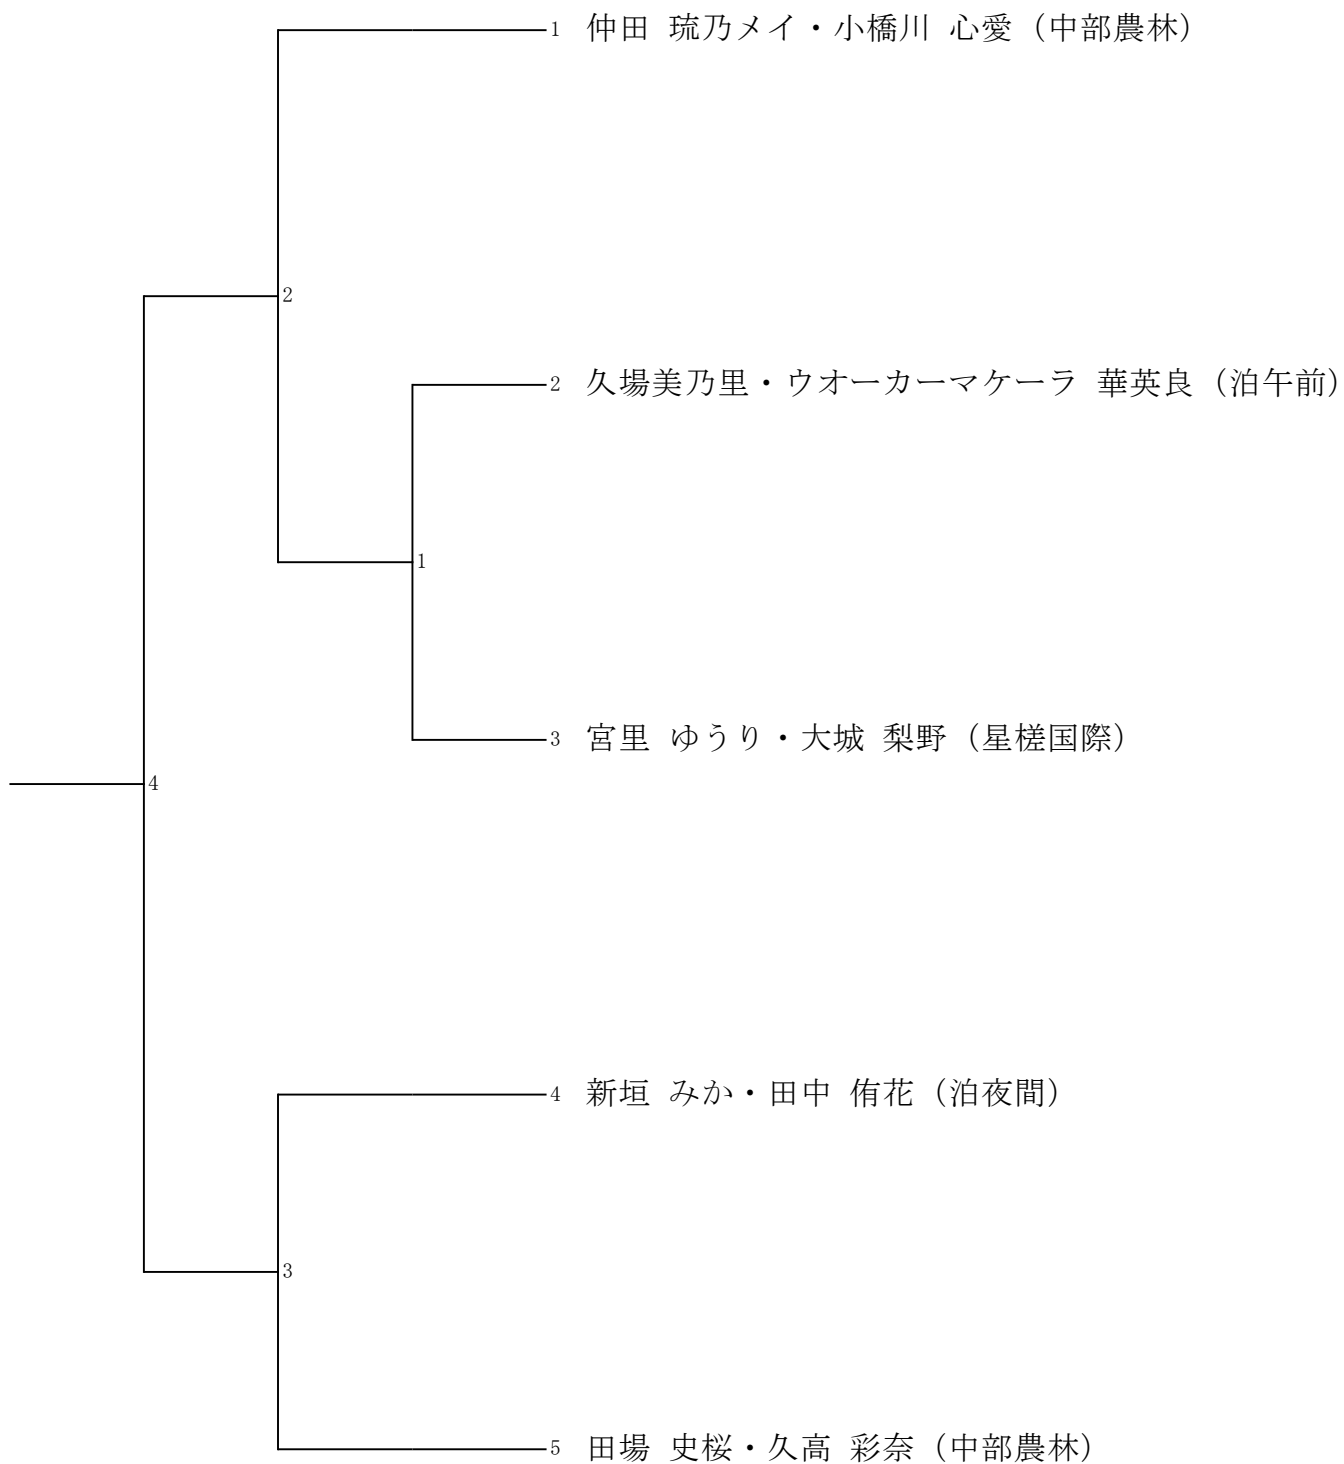 1 仲田 琉乃メイ・小橋川 心愛（中部農林）
2
2 久場美乃里・ウオーカーマケーラ 華英良（泊午前）
1
3 宮里 ゆうり・大城 梨野（星槎国際）
4
4 新垣 みか・田中 侑花（泊夜間）
3
5 田場 史桜・久高 彩奈（中部農林）